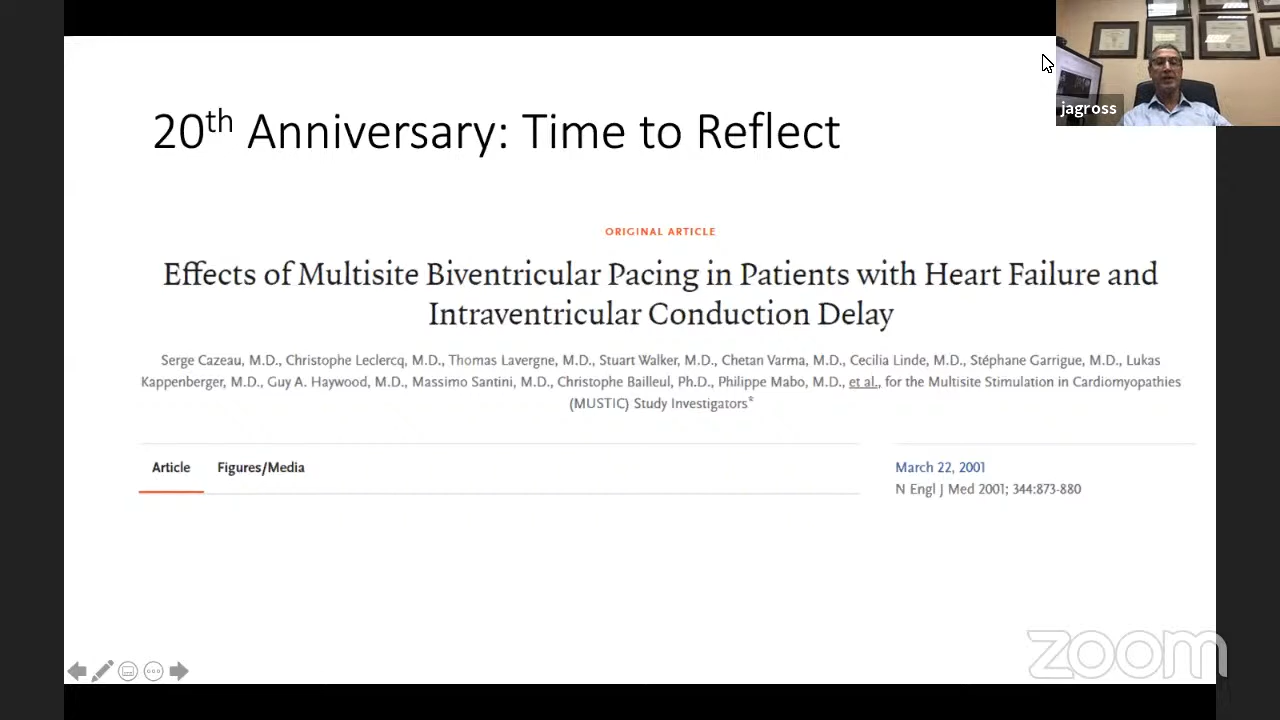 jagross
20th Anniversary: Time to Reflect
ORIGINAL ARTICLE
Effects of Multisite Biventricular Pacing in Patients with Heart Failure and
Intraventricular Conduction Delay
Serge Cazeau, M.D., Christophe Leclercq, M.D., Thomas Lavergne, M.D., Stuart Walker, M.D., Chetan Varma, M.D., Cecilia Linde, M.D., Stéphane Garrigue, M.D., Lukas
Kappenberger, M.D., Guy A. Haywood, M.D., Massimo Santini, M.D., Christophe Bailleul, Ph.D., Philippe Mabo, M.D., et al., for the Multisite Stimulation in Cardiomyopathies
(MUSTIC) Study Investigators*
Article Figures/Media
March 22, 2001
N Engl J Med 2001; 344:873-880
zoom